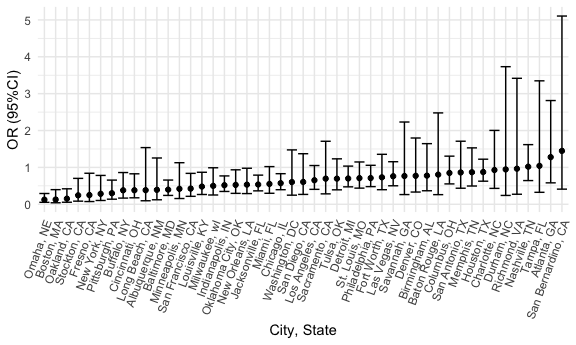 OR (95%CI)
5
4
3
2
1
0
Omaha, NE
Boston, MA
Oakland, CA
Stockton, CA
Fresno, CA
New York, NY
Pittsburgh, PA
Buffalo, NY
Cincinnati, OH
Long Beach, CA
Albuquerque, NM
Baltimore, MD
Minneapolis, MN
San Francisco, CA
Louisville, KY
Milwaukee, wi
Indianapolis, IN
Oklahoma City, OK
New Orleans, LA
Jacksonville, FL
Miami, FL
Chicago, IL
Washington, DC
San Diego, CA
Los Angeles, CA
Sacramento, CA
Tulsa, OK
Detroit, MI
St. Louis, MO
Philadelphia, PA
Fort Worth, TX
Las Vegas, NV
Savannah, GA
Denver, CO
Birmingham, AL
Baton Rouge, LA
Columbus, OH
San Antonio, TX
Memphis, TN
Houston, TX
Charlotte, NC
Durham, NC
Richmond, VA
Nashville, TN
Tampa, FL
Atlanta, GA
San Bernardino, CA
City, State